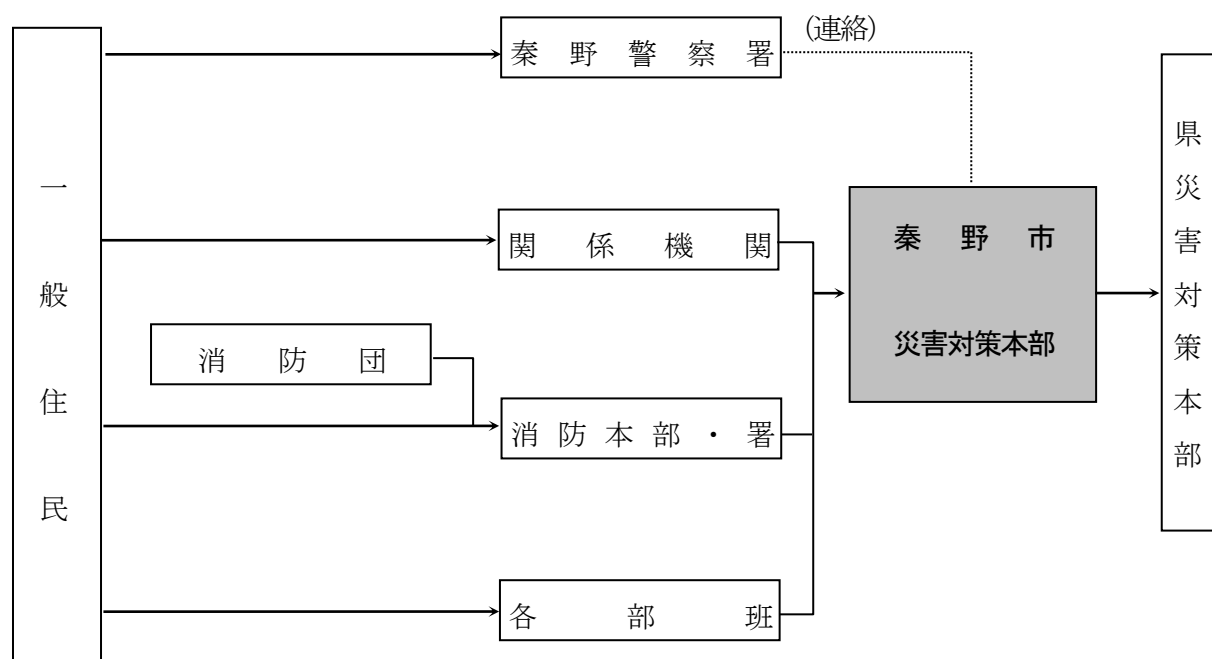 一般住民
秦野警察署
(連絡)
関係機関
消防団
消防本部・署
各部班
秦野市
災害対策本部
県災害対策本部